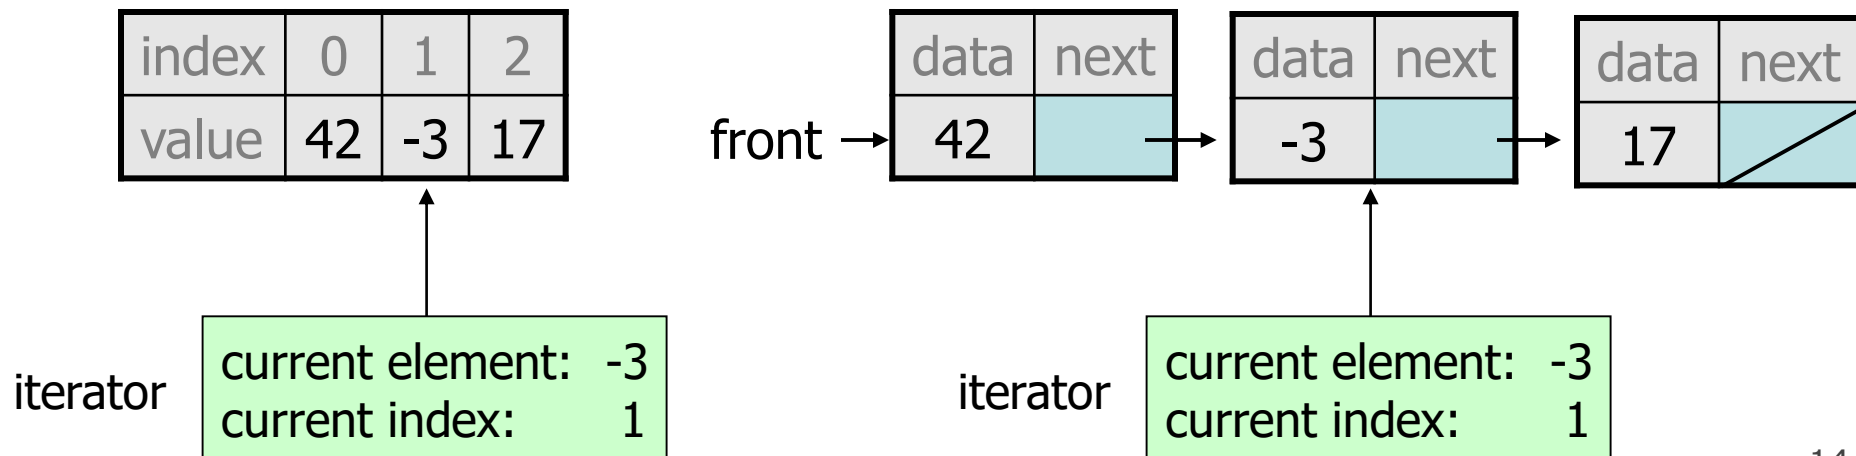 index 0 1 2
value 42 -3 17
front
data next
42
data next
-3
data next
17
iterator
current element: -3
current index: 1
iterator
current element: -3
current index: 1